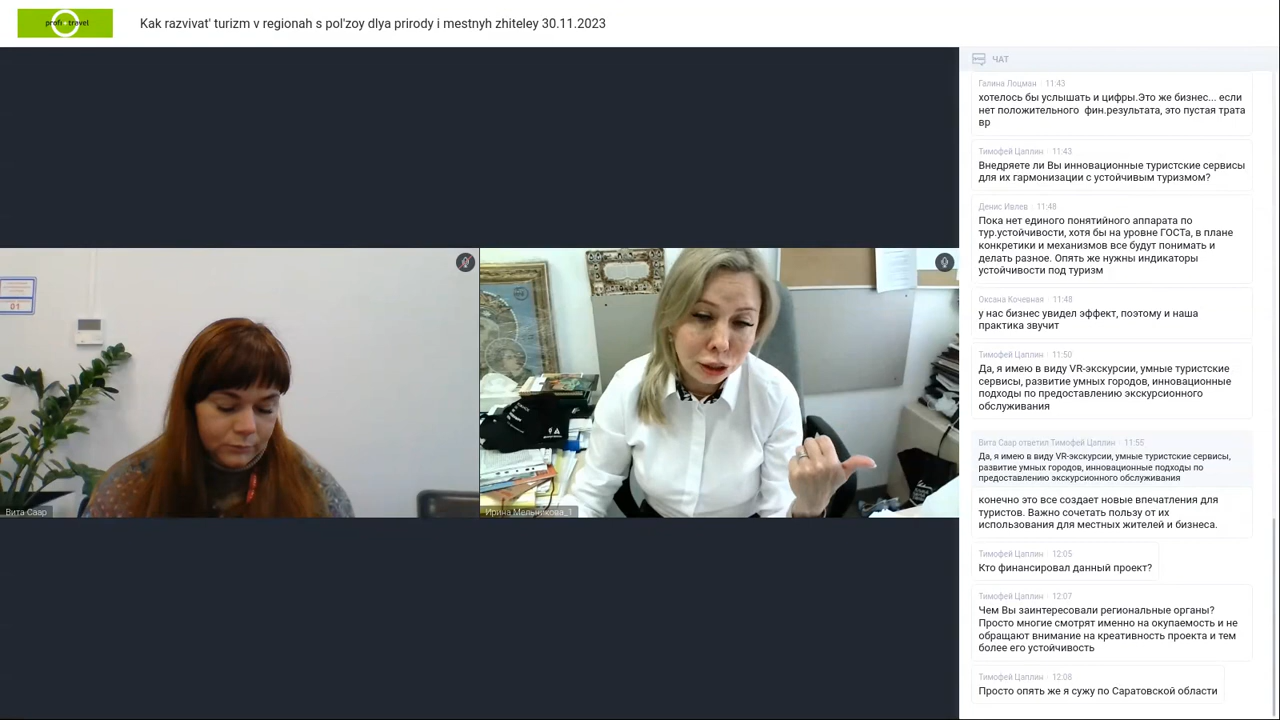 profi travel
Kak razvivat' turizm v regionah s pol'zoy dlya prirody i mestnyh zhiteley 30.11.2023
ЧАТ
Галина Лоцман · 11:43
хотелось бы услышать и цифры.Это же бизнес... если
нет положительного фин.результата, это пустая трата
вр
Тимофей Цаплин · 11:43
Внедряете ли Вы инновационные туристские сервисы
для их гармонизации с устойчивым туризмом?
Денис Ивлев · 11:48
Пока нет единого понятийного аппарата по
тур.устойчивости, хотя бы на уровне ГОСТа, в плане
конкретики и механизмов все будут понимать и
делать разное. Опять же нужны индикаторы
устойчивости под туризм
Оксана Кочевная · 11:48
у нас бизнес увидел эффект, поэтому и наша
практика звучит
Тимофей Цаплин · 11:50
Да, я имею в виду VR-экскурсии, умные туристские
сервисы, развитие умных городов, инновационные
подходы по предоставлению экскурсионного
обслуживания
Вита Саар ответил Тимофей Цаплин · 11:55
Да, я имею в виду VR-экскурсии, умные туристские сервисы,
развитие умных городов, инновационные подходы по
предоставлению экскурсионного обслуживания
конечно это все создает новые впечатления для
туристов. Важно сочетать пользу от их
использования для местных жителей и бизнеса.
Тимофей Цаплин · 12:05
Кто финансировал данный проект?
Тимофей Цаплин · 12:07
Чем Вы заинтересовали региональные органы?
Просто многие смотрят именно на окупаемость и не
обращают внимание на креативность проекта и тем
более его устойчивость
Тимофей Цаплин · 12:08
Просто опять же я сужу по Саратовской области
01
Вита Саар
Ирина Мельникова_1